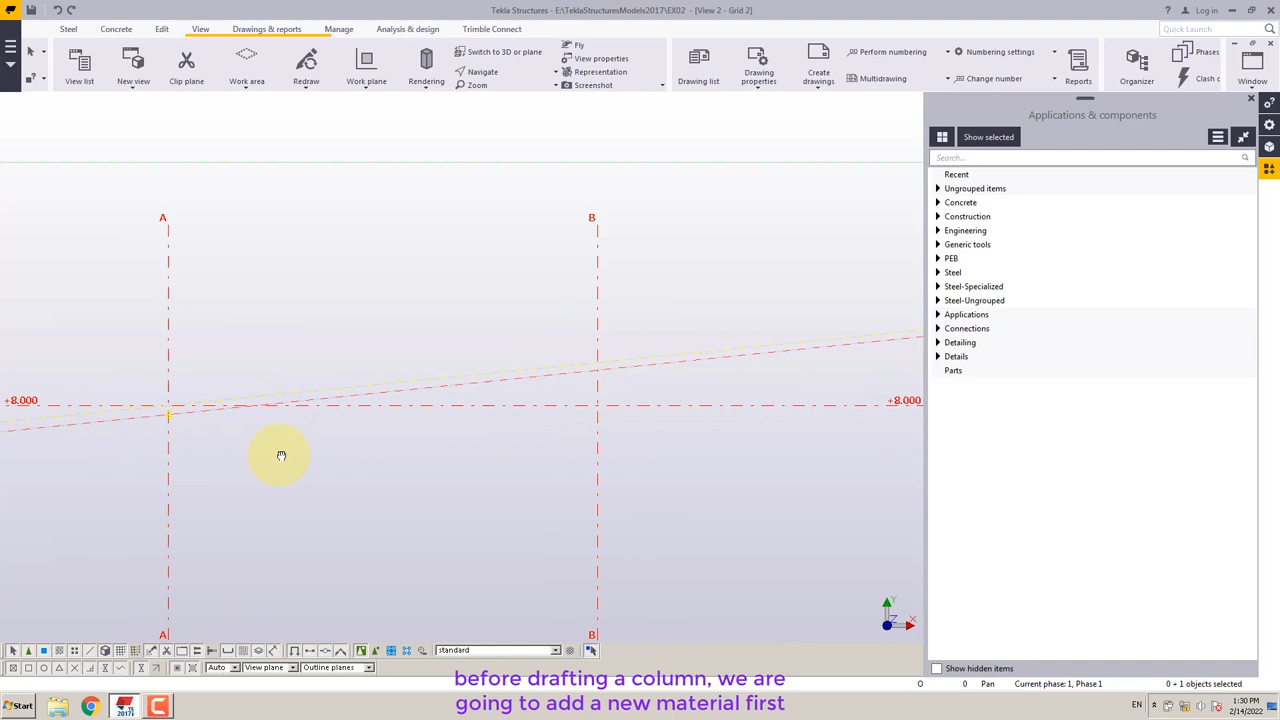 Tekla Structures - E:\TeklaStructuresModels2017\EX02 - [View 2 - Grid 2]
Log in
Steel
Concrete
Edit
View
Drawings & reports
Manage
Analysis & design
Trimble Connect
Quick Launch
View list
New view
Clip plane
Work area
Redraw
Work plane
Rendering
Switch to 3D or plane
Navigate
Zoom
Fly
View properties
Representation
Screenshot
Drawing list
Drawing properties
Create drawings
Perform numbering
Multidrawing
Numbering settings
Change number
Reports
Organizer
Phases
Clash c
Window
Applications & components
Show selected
Search...
Recent
Ungrouped items
Concrete
Construction
Engineering
Generic tools
PEB
Steel
Steel-Specialized
Steel-Ungrouped
Applications
Connections
Detailing
Details
Parts
Show hidden items
A
B
+8.000
+8.000
A
B
Y
X
Z
standard
Auto
View plane
Outline planes
before drafting a column, we are
going to add a new material first
O
0
Pan
Current phase: 1, Phase 1
0 + 1 objects selected
Start
2017i
EN
1:30 PM
2/14/2022